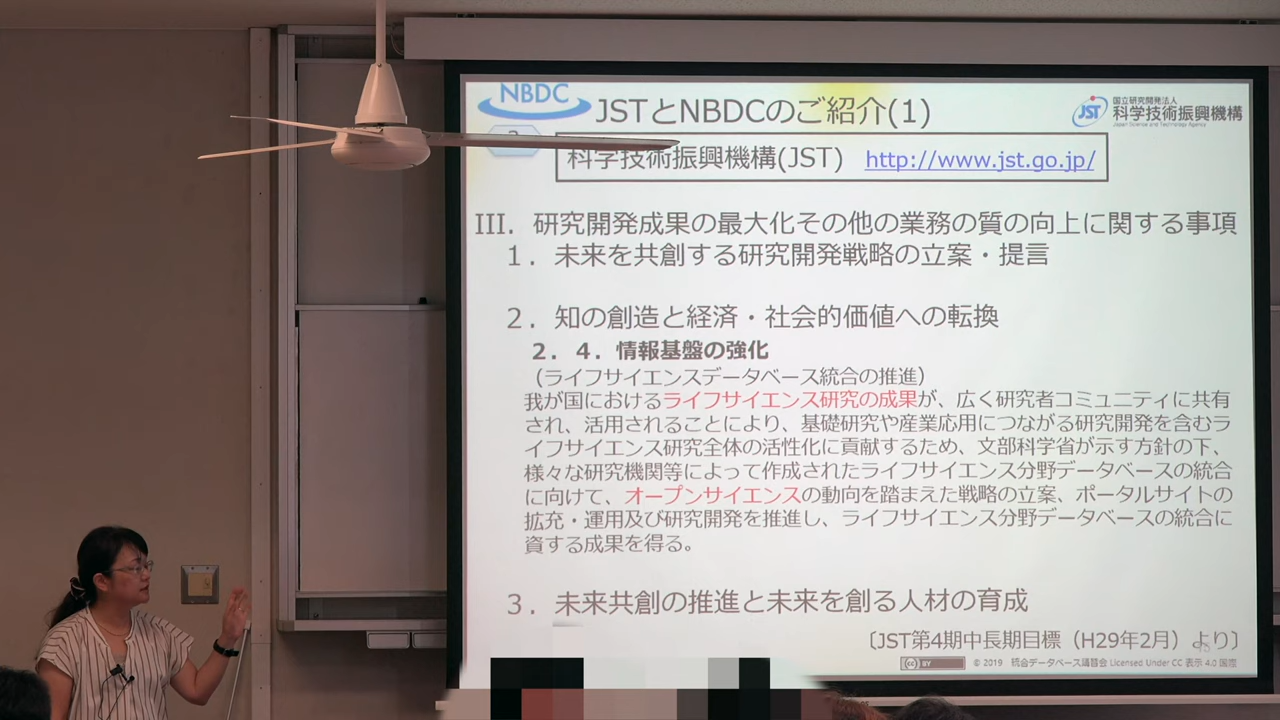 NBDC
JSTとNBDCのご紹介(1)
JST
国立研究開発法人
科学技術振興機構
Japan Science and Technology Agency
科学技術振興機構(JST) http://www.jst.go.jp/
III. 研究開発成果の最大化その他の業務の質の向上に関する事項
1. 未来を共創する研究開発戦略の立案・提言
2. 知の創造と経済・社会的価値への転換
2. 4. 情報基盤の強化
（ライフサイエンスデータベース統合の推進）
我が国におけるライフサイエンス研究の成果が、広く研究者コミュニティに共有
され、活用されることにより、基礎研究や産業応用につながる研究開発を含むラ
イフサイエンス研究全体の活性化に貢献するため、文部科学省が示す方針の下、
様々な研究機関等によって作成されたライフサイエンス分野データベースの統合
に向けて、オープンサイエンスの動向を踏まえた戦略の立案、ポータルサイトの
拡充・運用及び研究開発を推進し、ライフサイエンス分野データベースの統合に
資する成果を得る。
3. 未来共創の推進と未来を創る人材の育成
〔JST第4期中長期目標（H29年2月）より〕
(cc) BY © 2019 統合データベース講習会 Licensed Under CC 表示 4.0 国際